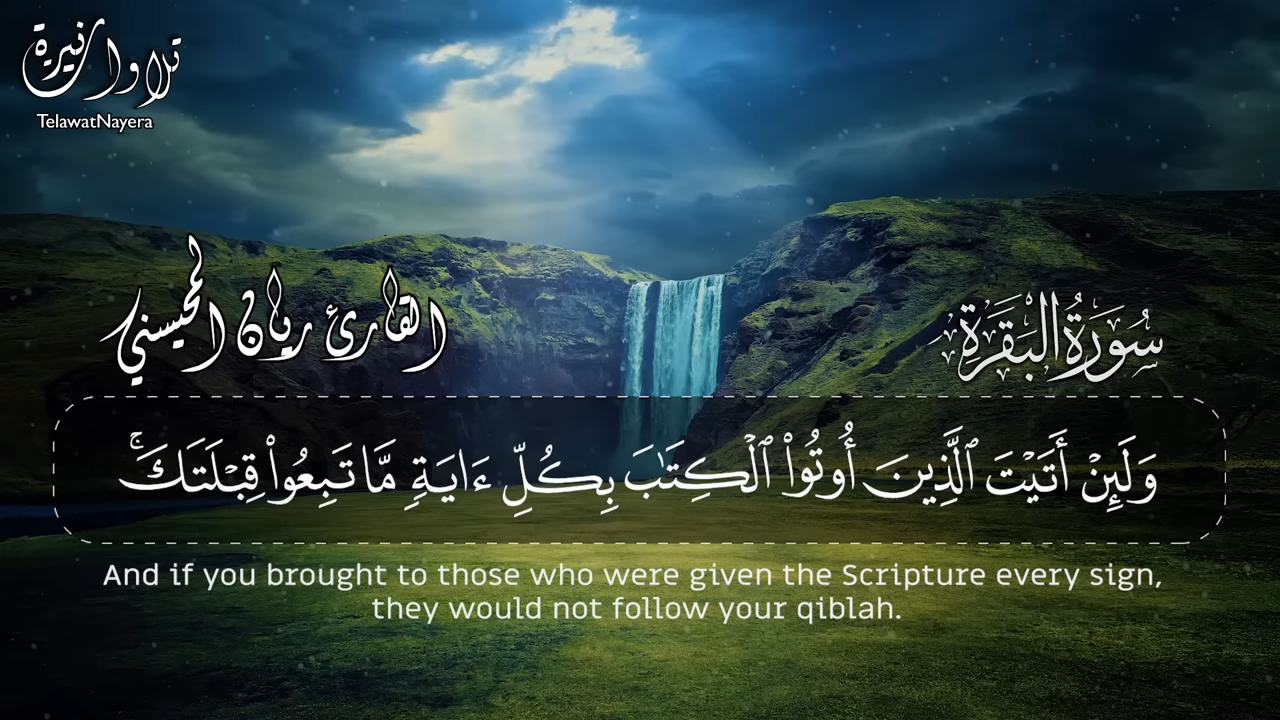 تلاوات نيرة
TelawatNayera
سُورَةُ البَقَرَةِ
القارئ ريان المحيسني
وَلَئِنْ أَتَيْتَ ٱلَّذِينَ أُوتُوا۟ ٱلْكِتَـٰبَ بِكُلِّ ءَايَةٍ مَّا تَبِعُوا۟ قِبْلَتَكَ ۚ
And if you brought to those who were given the Scripture every sign,
they would not follow your qiblah.